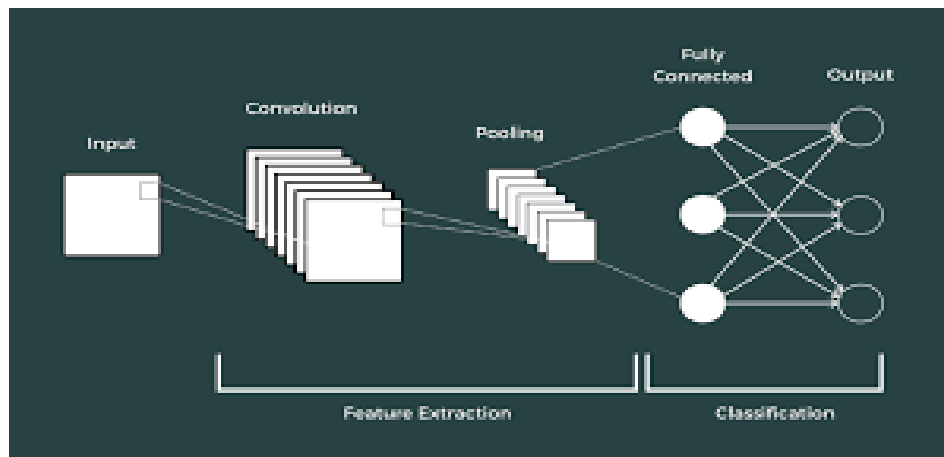 Fully
Connected
Output
Convolution
Pooling
Input
Feature Extraction
Classification